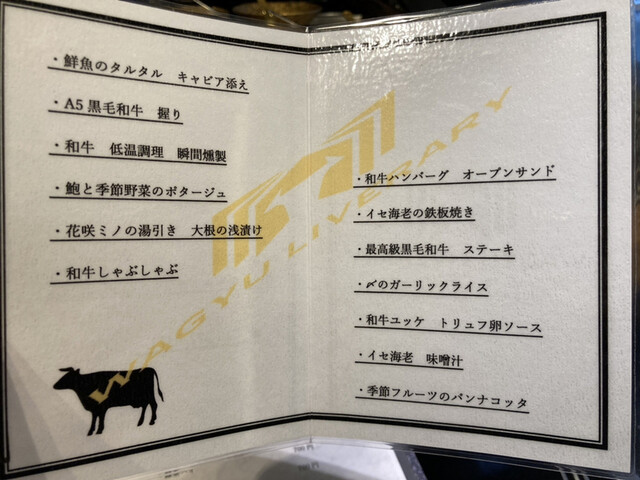 ・鮮魚のタルタル　キャビア添え
・A5黒毛和牛　握り
・和牛　低温調理　瞬間燻製
・鮑と季節野菜のポタージュ
・花咲ミノの湯引き　大根の浅漬け
・和牛しゃぶしゃぶ
・和牛ハンバーグ　オープンサンド
・イセ海老の鉄板焼き
・最高級黒毛和牛　ステーキ
・〆のガーリックライス
・和牛ユッケ　トリュフ卵ソース
・イセ海老　味噌汁
・季節フルーツのパンナコッタ
WAGYU LIVERARY